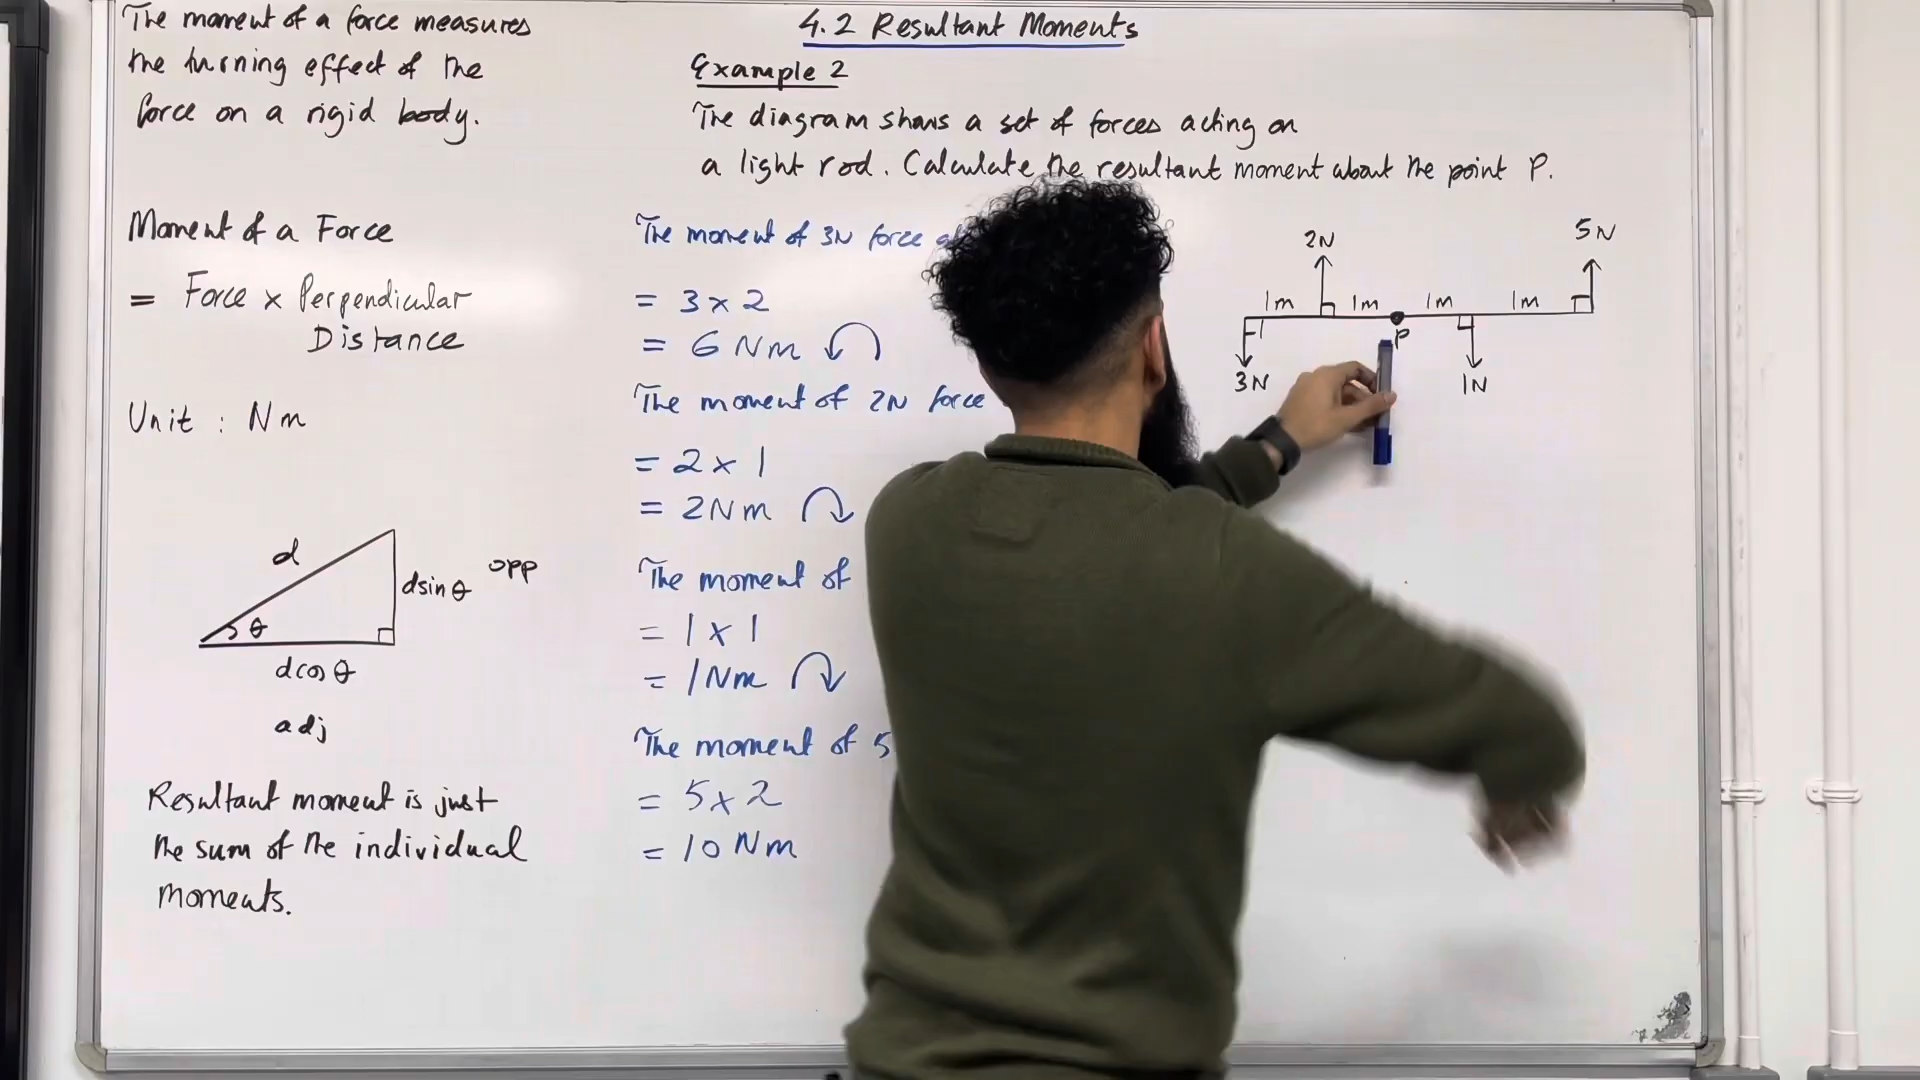 The moment of a force measures
the turning effect of the
force on a rigid body.
Moment of a Force
= Force x Perpendicular
Distance
Unit : Nm
d
dsinθ
opp
θ
dcosθ
adj
Resultant moment is just
the sum of the individual
moments.
4.2 Resultant Moments
Example 2
The diagram shows a set of forces acting on
a light rod. Calculate the resultant moment about the point P.
The moment of 3N force
= 3 x 2
= 6 Nm
The moment of 2N force
= 2 x 1
= 2Nm
The moment of
= 1 x 1
= 1Nm
The moment of 5
= 5 x 2
= 10 Nm
2N
5N
1m 1m 1m 1m
P
3N
1N